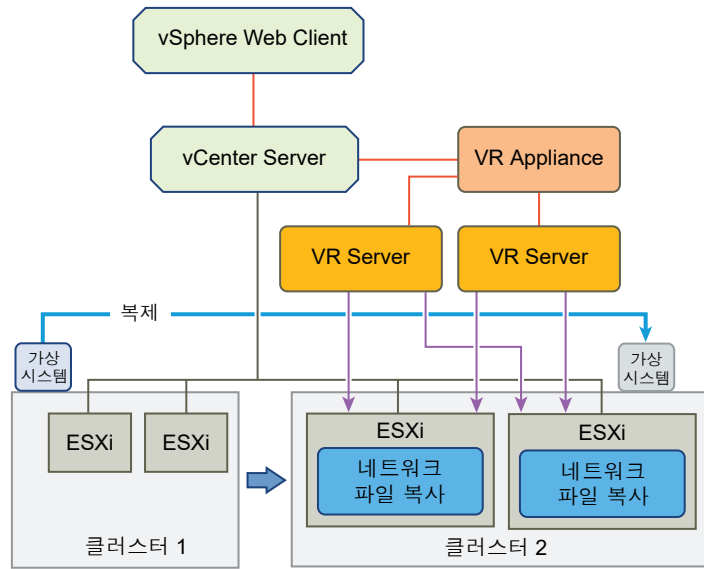 vSphere Web Client
vCenter Server
VR Appliance
VR Server
VR Server
복제
가상
시스템
가상
시스템
ESXi
ESXi
ESXi
네트워크
파일 복사
ESXi
네트워크
파일 복사
클러스터 1
클러스터 2